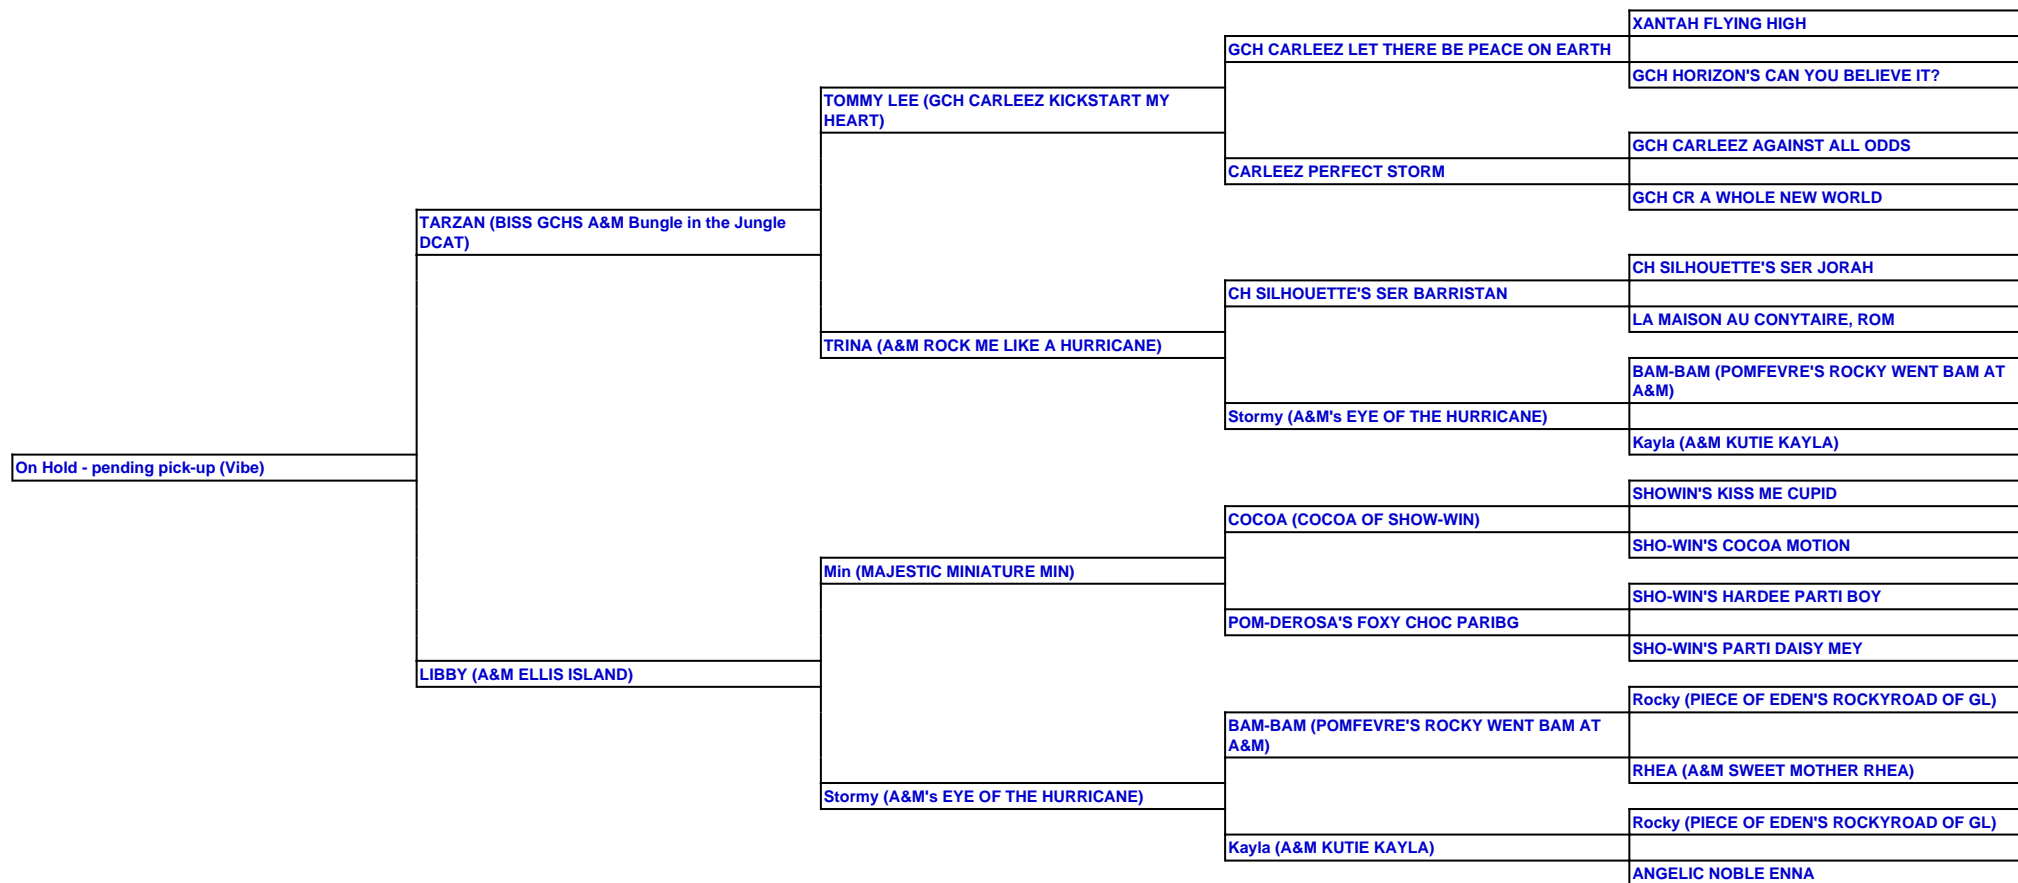 XANTAH FLYING HIGH
GCH CARLEEZ LET THERE BE PEACE ON EARTH
GCH HORIZON'S CAN YOU BELIEVE IT?
TOMMY LEE (GCH CARLEEZ KICKSTART MY
HEART)
GCH CARLEEZ AGAINST ALL ODDS
CARLEEZ PERFECT STORM
GCH CR A WHOLE NEW WORLD
TARZAN (BISS GCHS A&M Bungle in the Jungle
DCAT)
CH SILHOUETTE'S SER JORAH
CH SILHOUETTE'S SER BARRISTAN
LA MAISON AU CONYTAIRE, ROM
TRINA (A&M ROCK ME LIKE A HURRICANE)
BAM-BAM (POMFEVRE'S ROCKY WENT BAM AT
A&M)
Stormy (A&M's EYE OF THE HURRICANE)
Kayla (A&M KUTIE KAYLA)
On Hold - pending pick-up (Vibe)
SHOWIN'S KISS ME CUPID
COCOA (COCOA OF SHOW-WIN)
SHO-WIN'S COCOA MOTION
Min (MAJESTIC MINIATURE MIN)
SHO-WIN'S HARDEE PARTI BOY
POM-DEROSA'S FOXY CHOC PARIBG
SHO-WIN'S PARTI DAISY MEY
LIBBY (A&M ELLIS ISLAND)
Rocky (PIECE OF EDEN'S ROCKYROAD OF GL)
BAM-BAM (POMFEVRE'S ROCKY WENT BAM AT
A&M)
RHEA (A&M SWEET MOTHER RHEA)
Stormy (A&M's EYE OF THE HURRICANE)
Rocky (PIECE OF EDEN'S ROCKYROAD OF GL)
Kayla (A&M KUTIE KAYLA)
ANGELIC NOBLE ENNA